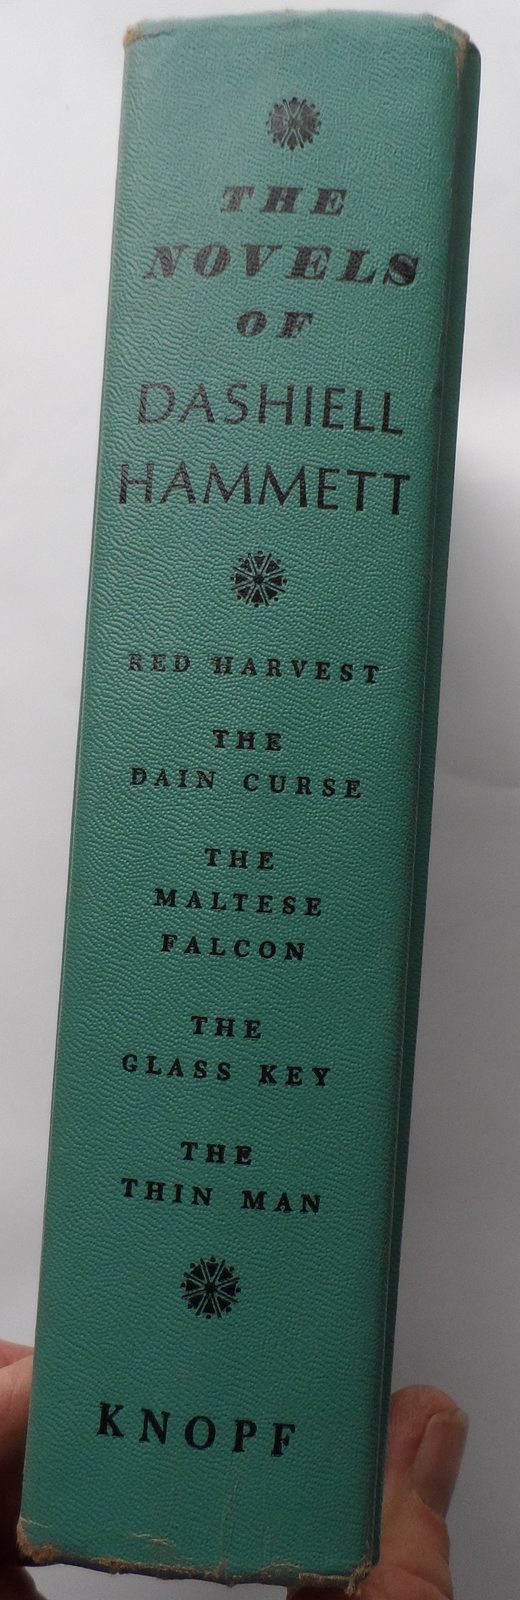 THE
NOVELS
OF
DASHIELL
HAMMETT
RED HARVEST
THE
DAIN CURSE
THE
MALTESE
FALCON
THE
GLASS KEY
THE
THIN MAN
KNOPF